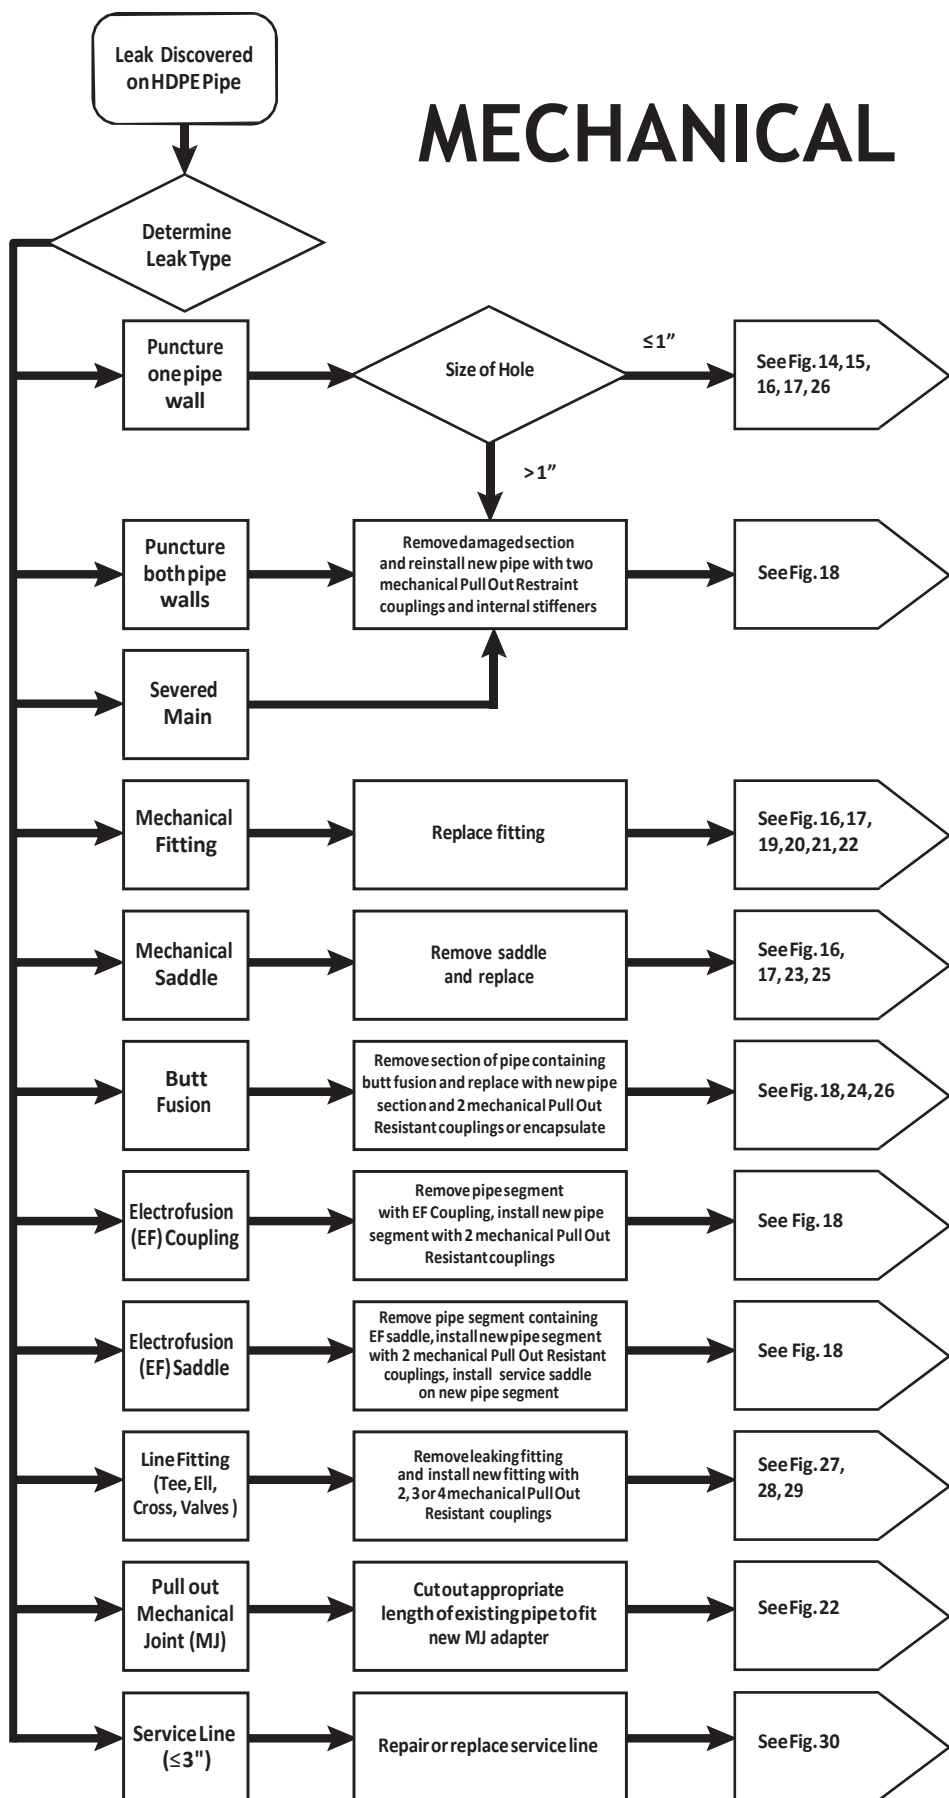 Leak Discovered
on HDPE Pipe
MECHANICAL
Determine
Leak Type
Puncture
one pipe
wall
Size of Hole
≤ 1”
See Fig. 14, 15,
16, 17, 26
> 1”
Puncture
both pipe
walls
Remove damaged section
and reinstall new pipe with two
mechanical Pull Out Restraint
couplings and internal stiffeners
See Fig. 18
Severed
Main
Mechanical
Fitting
Replace fitting
See Fig. 16, 17,
19, 20, 21, 22
Mechanical
Saddle
Remove saddle
and replace
See Fig. 16,
17, 23, 25
Butt
Fusion
Remove section of pipe containing
butt fusion and replace with new pipe
section and 2 mechanical Pull Out
Resistant couplings or encapsulate
See Fig. 18, 24, 26
Electrofusion
(EF) Coupling
Remove pipe segment
with EF Coupling, install new pipe
segment with 2 mechanical Pull Out
Resistant couplings
See Fig. 18
Electrofusion
(EF) Saddle
Remove pipe segment containing
EF saddle, install new pipe segment
with 2 mechanical Pull Out Resistant
couplings, install service saddle
on new pipe segment
See Fig. 18
Line Fitting
(Tee, Ell,
Cross, Valves )
Remove leaking fitting
and install new fitting with
2, 3 or 4 mechanical Pull Out
Resistant couplings
See Fig. 27,
28, 29
Pull out
Mechanical
Joint (MJ)
Cut out appropriate
length of existing pipe to fit
new MJ adapter
See Fig. 22
Service Line
(≤ 3")
Repair or replace service line
See Fig. 30